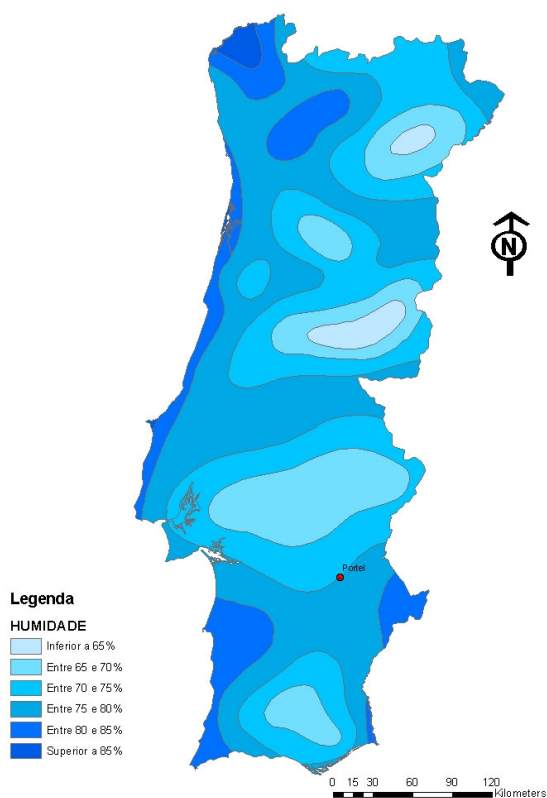 N
Portel
Legenda
HUMIDADE
Inferior a 65%
Entre 65 e 70%
Entre 70 e 75%
Entre 75 e 80%
Entre 80 e 85%
Superior a 85%
0 15 30 60 90 120
Kilometers